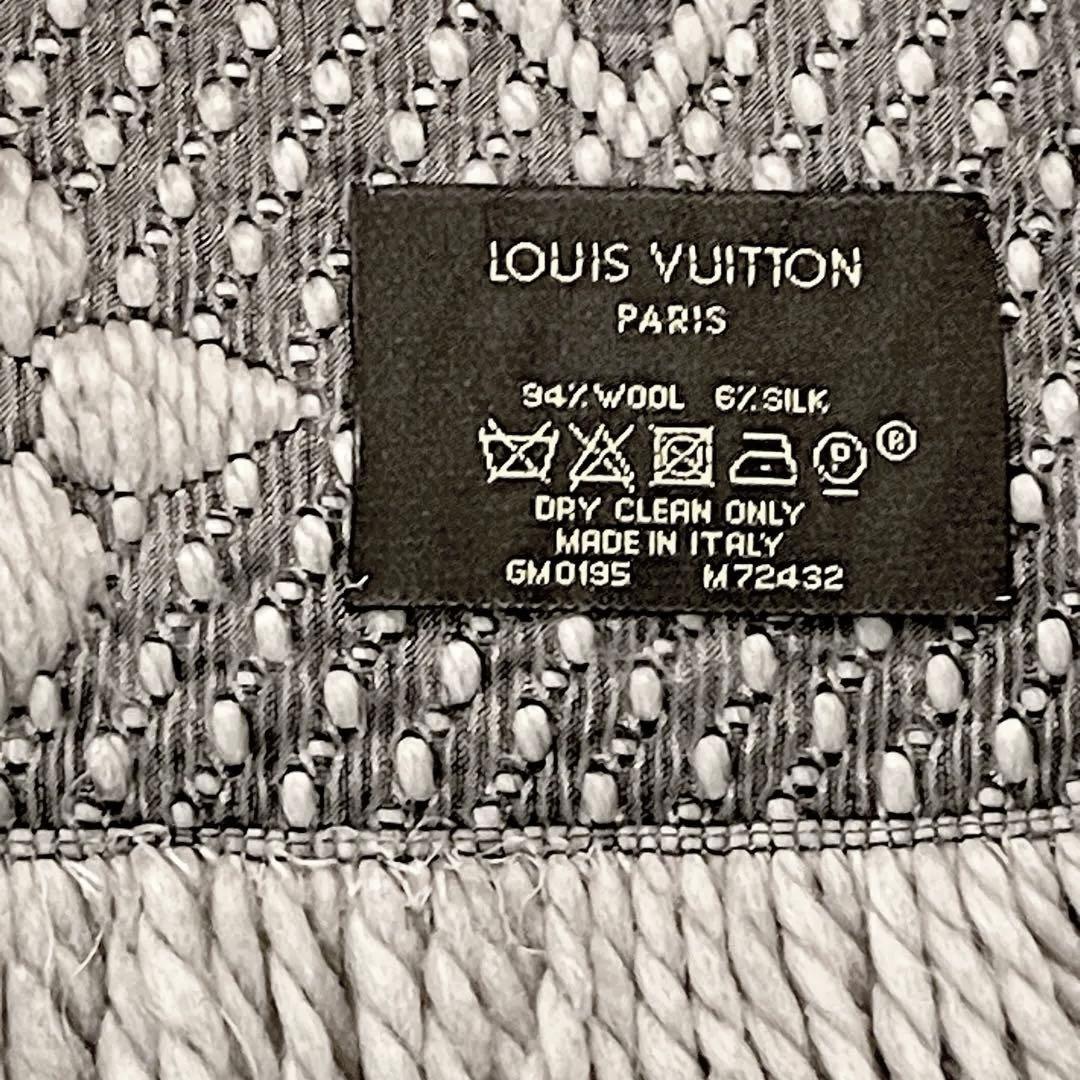 LOUIS VUITTON
PARIS
94% WOOL 6% SILK
P ®
DRY CLEAN ONLY
MADE IN ITALY
GM0195 M72432